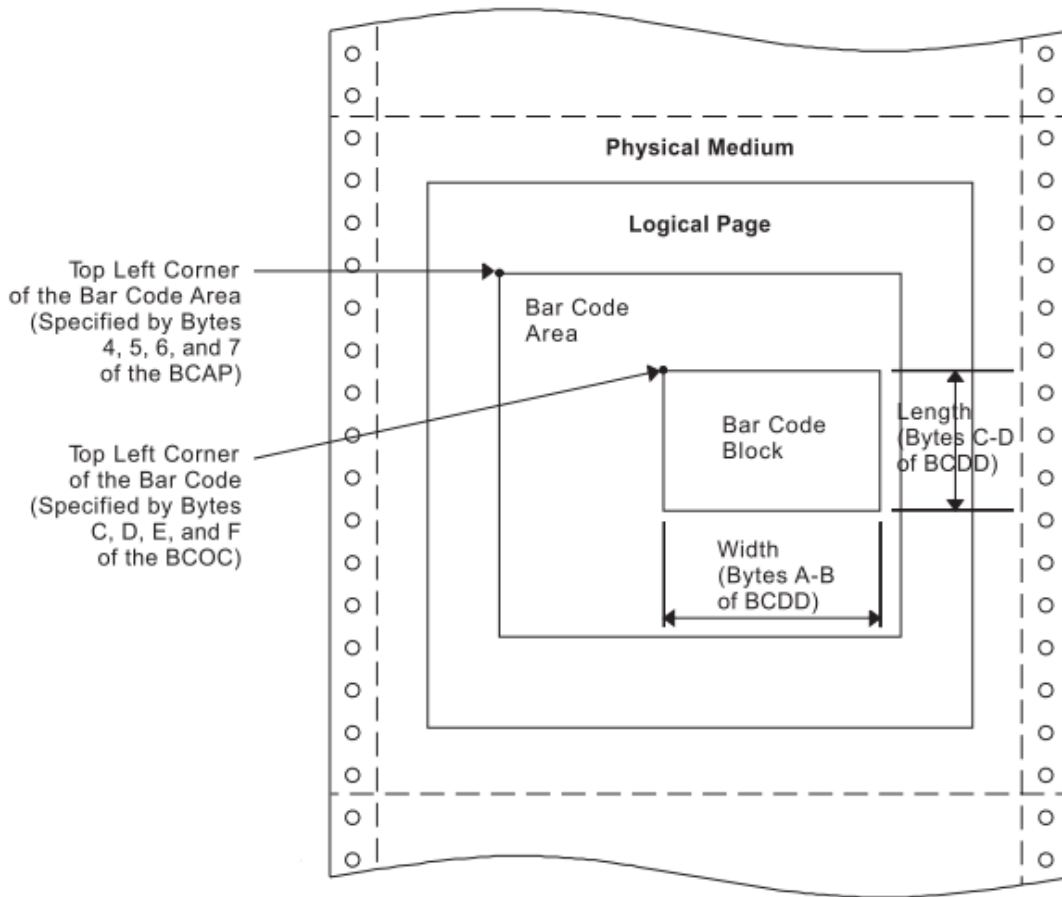 Physical Medium
Logical Page
Top Left Corner
of the Bar Code Area
(Specified by Bytes
4, 5, 6, and 7
of the BCAP)
Bar Code
Area
Top Left Corner
of the Bar Code
(Specified by Bytes
C, D, E, and F
of the BCOC)
Bar Code
Block
Length
(Bytes C-D
of BCDD)
Width
(Bytes A-B
of BCDD)